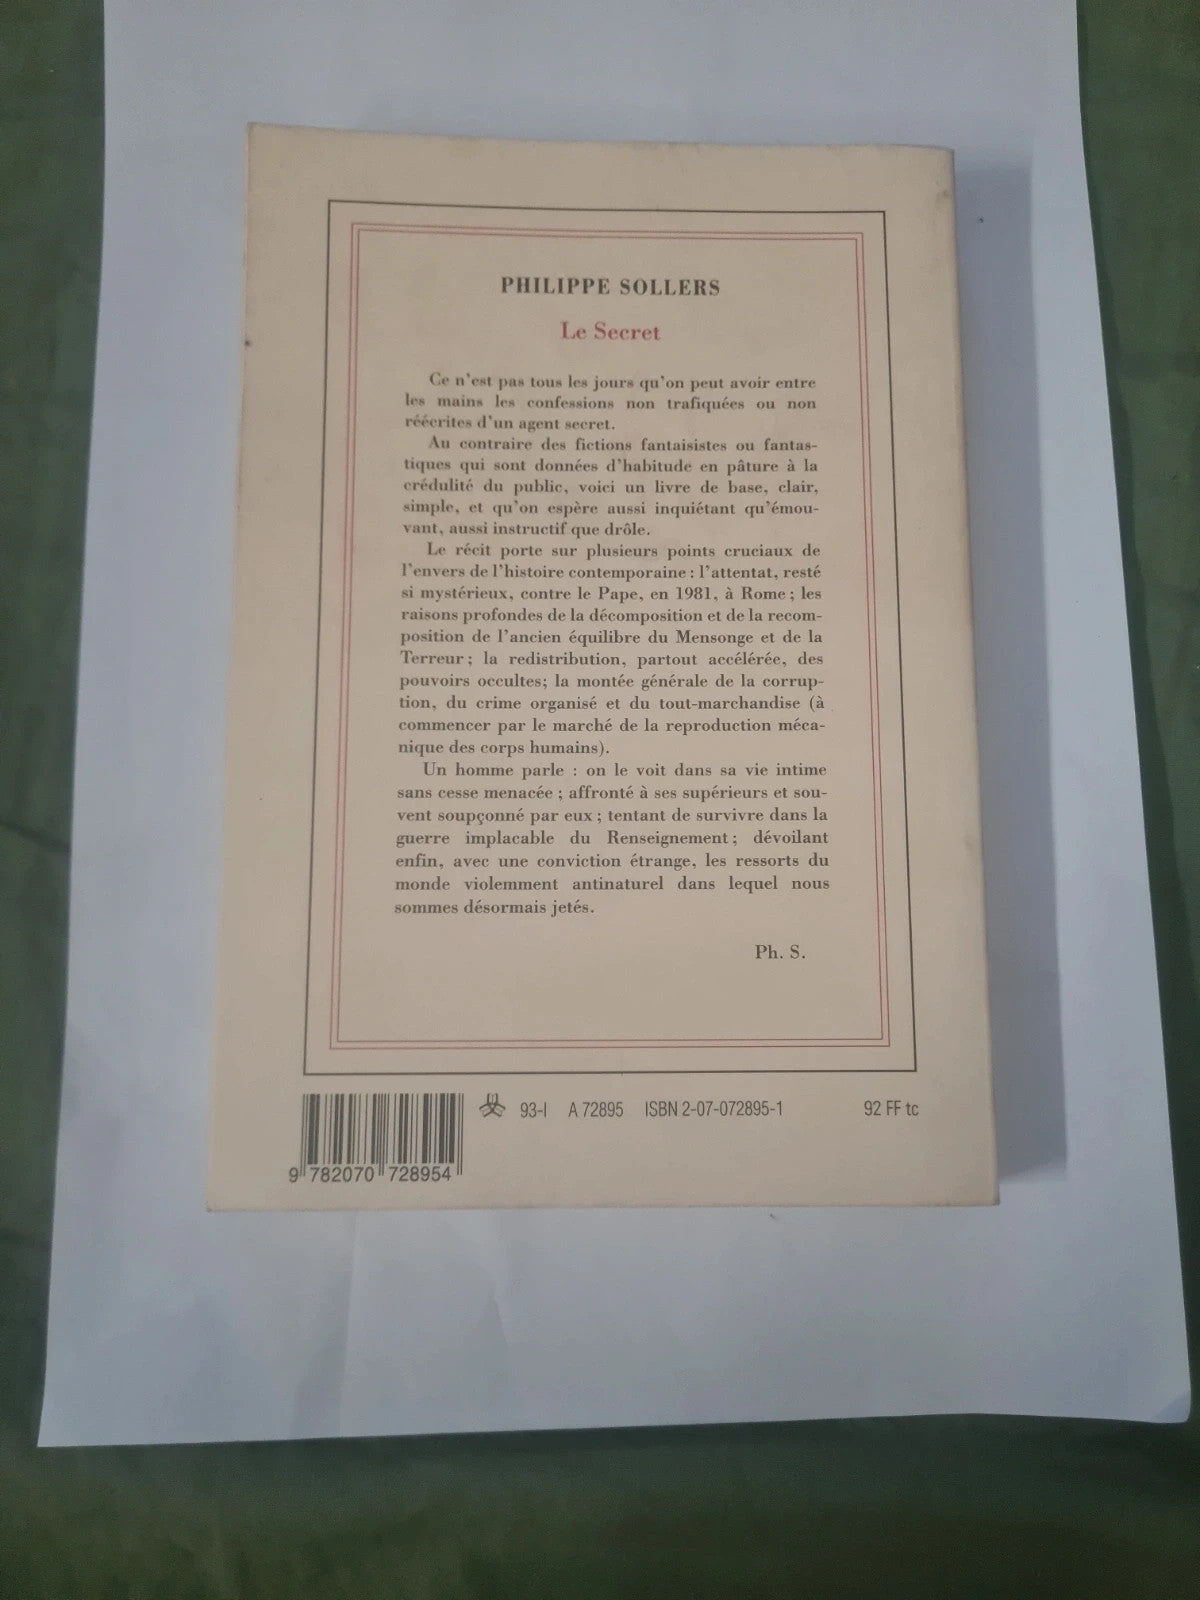 PHILIPPE SOLLERS
Le Secret
Ce n'est pas tous les jours qu'on peut avoir entre
les mains les confessions non trafiquées ou non
réécrites d'un agent secret.
Au contraire des fictions fantaisistes ou fantas-
tiques qui sont données d'habitude en pâture à la
crédulité du public, voici un livre de base, clair,
simple, et qu'on espère aussi inquiétant qu'émou-
vant, aussi instructif que drôle.
Le récit porte sur plusieurs points cruciaux de
l'envers de l'histoire contemporaine : l'attentat, resté
si mystérieux, contre le Pape, en 1981, à Rome ; les
raisons profondes de la décomposition et de la recom-
position de l'ancien équilibre du Mensonge et de la
Terreur ; la redistribution, partout accélérée, des
pouvoirs occultes ; la montée générale de la corrup-
tion, du crime organisé et du tout-marchandise (à
commencer par le marché de la reproduction méca-
nique des corps humains).
Un homme parle : on le voit dans sa vie intime
sans cesse menacée ; affronté à ses supérieurs et sou-
vent soupçonné par eux ; tentant de survivre dans la
guerre implacable du Renseignement ; dévoilant
enfin, avec une conviction étrange, les ressorts du
monde violemment antinaturel dans lequel nous
sommes désormais jetés.
Ph. S.
93-I A 72895 ISBN 2-07-072895-1 92 FF tc
9 782070 728954